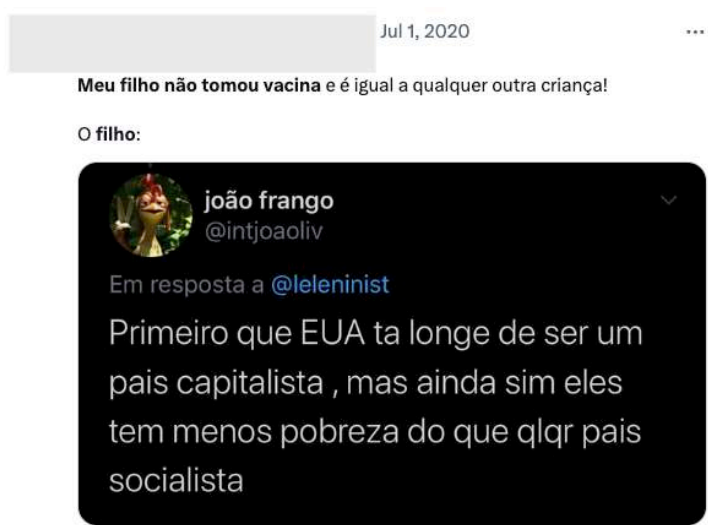 Jul 1, 2020
Meu filho não tomou vacina e é igual a qualquer outra criança!
O filho:
joão frango
@intjoaoliv
Em resposta a @leleninist
Primeiro que EUA ta longe de ser um
pais capitalista , mas ainda sim eles
tem menos pobreza do que qlqr pais
socialista